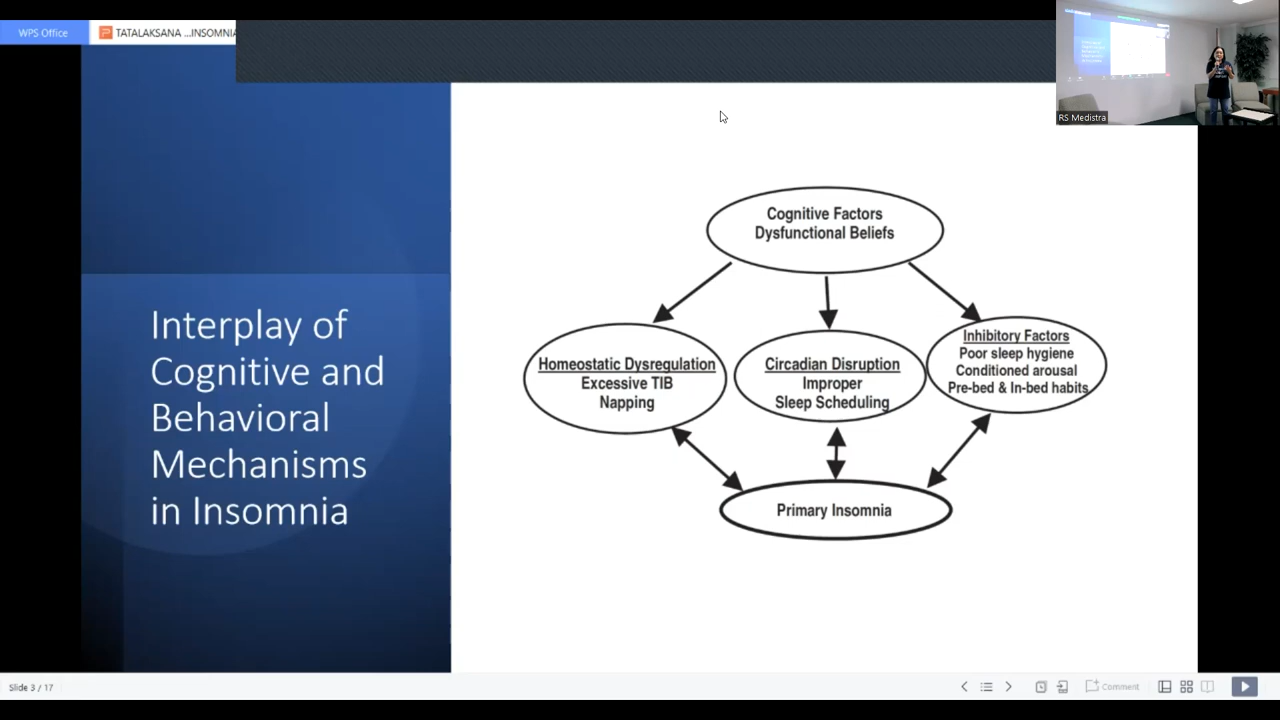 WPS Office
TATALAKSANA ...INSOMNIA
RS Medistra
Interplay of
Cognitive and
Behavioral
Mechanisms
in Insomnia
Cognitive Factors
Dysfunctional Beliefs
Homeostatic Dysregulation
Excessive TIB
Napping
Circadian Disruption
Improper
Sleep Scheduling
Inhibitory Factors
Poor sleep hygiene
Conditioned arousal
Pre-bed & In-bed habits
Primary Insomnia
Slide 3 / 17
Comment